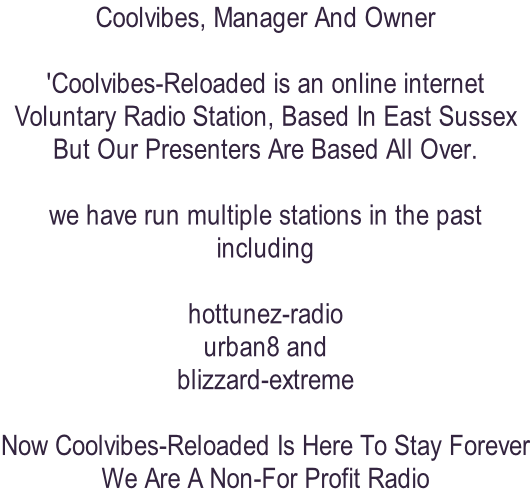 Coolvibes, Manager And Owner
'Coolvibes-Reloaded is an online internet
Voluntary Radio Station, Based In East Sussex
But Our Presenters Are Based All Over.
we have run multiple stations in the past
including
hottunez-radio
urban8 and
blizzard-extreme
Now Coolvibes-Reloaded Is Here To Stay Forever
We Are A Non-For Profit Radio